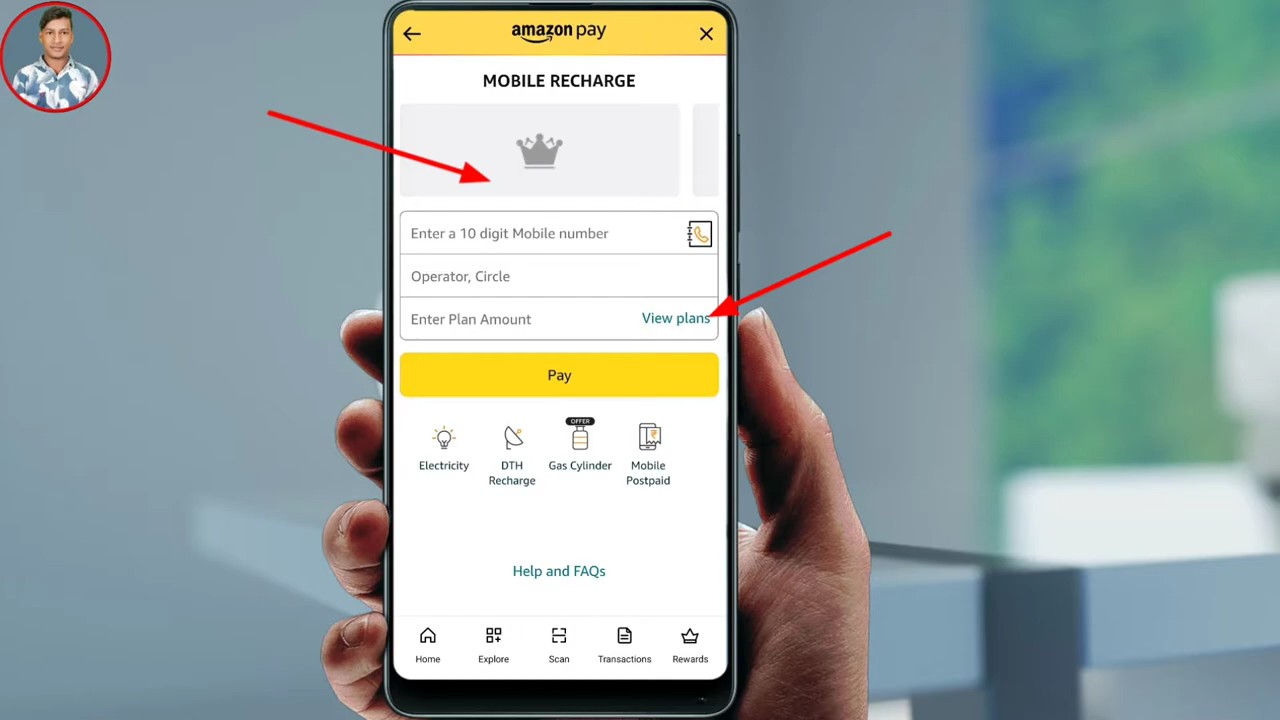 amazon pay
MOBILE RECHARGE
Enter a 10 digit Mobile number
Operator, Circle
Enter Plan Amount
View plans
Pay
OFFER
Electricity
DTH
Recharge
Gas Cylinder
Mobile
Postpaid
Help and FAQs
Home
Explore
Scan
Transactions
Rewards